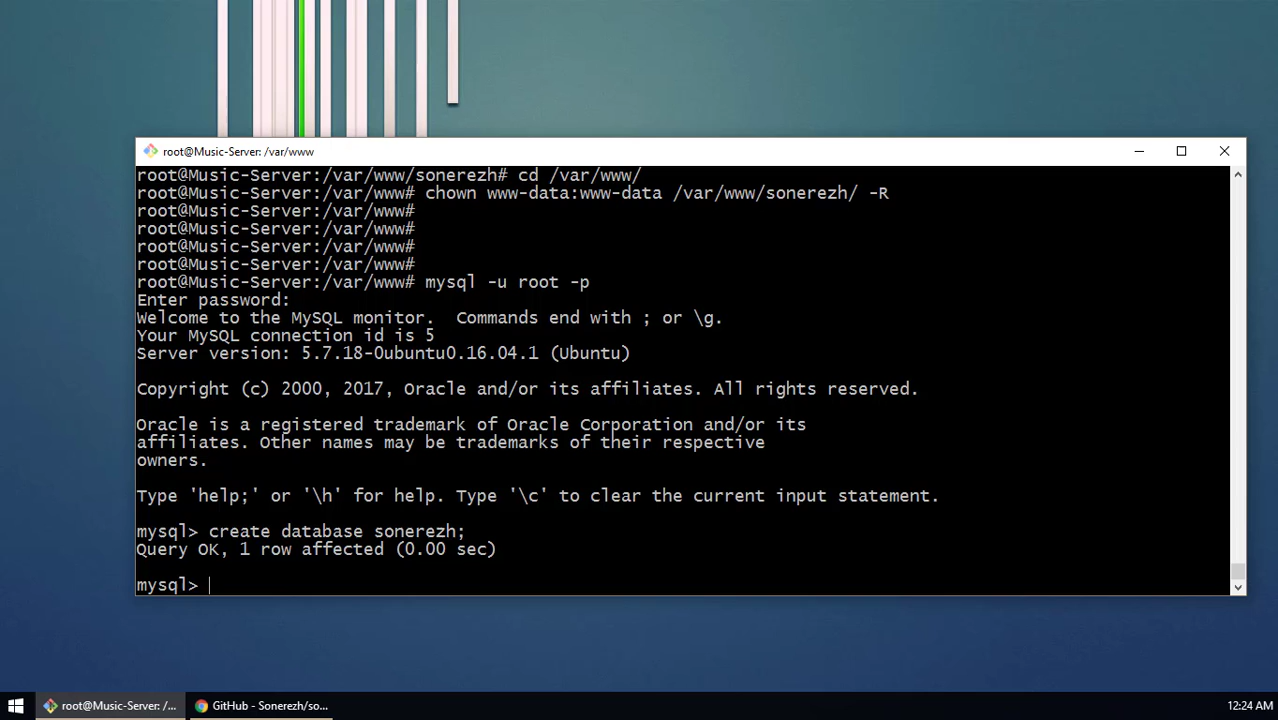 root@Music-Server: /var/www
root@Music-Server:/var/www/sonerezh# cd /var/www/
root@Music-Server:/var/www# chown www-data:www-data /var/www/sonerezh/ -R
root@Music-Server:/var/www#
root@Music-Server:/var/www#
root@Music-Server:/var/www#
root@Music-Server:/var/www#
root@Music-Server:/var/www# mysql -u root -p
Enter password:
Welcome to the MySQL monitor.  Commands end with ; or \g.
Your MySQL connection id is 5
Server version: 5.7.18-0ubuntu0.16.04.1 (Ubuntu)
Copyright (c) 2000, 2017, Oracle and/or its affiliates. All rights reserved.
Oracle is a registered trademark of Oracle Corporation and/or its
affiliates. Other names may be trademarks of their respective
owners.
Type 'help;' or '\h' for help. Type '\c' to clear the current input statement.
mysql> create database sonerezh;
Query OK, 1 row affected (0.00 sec)
mysql>
root@Music-Server: /...
GitHub - Sonerezh/so...
12:24 AM